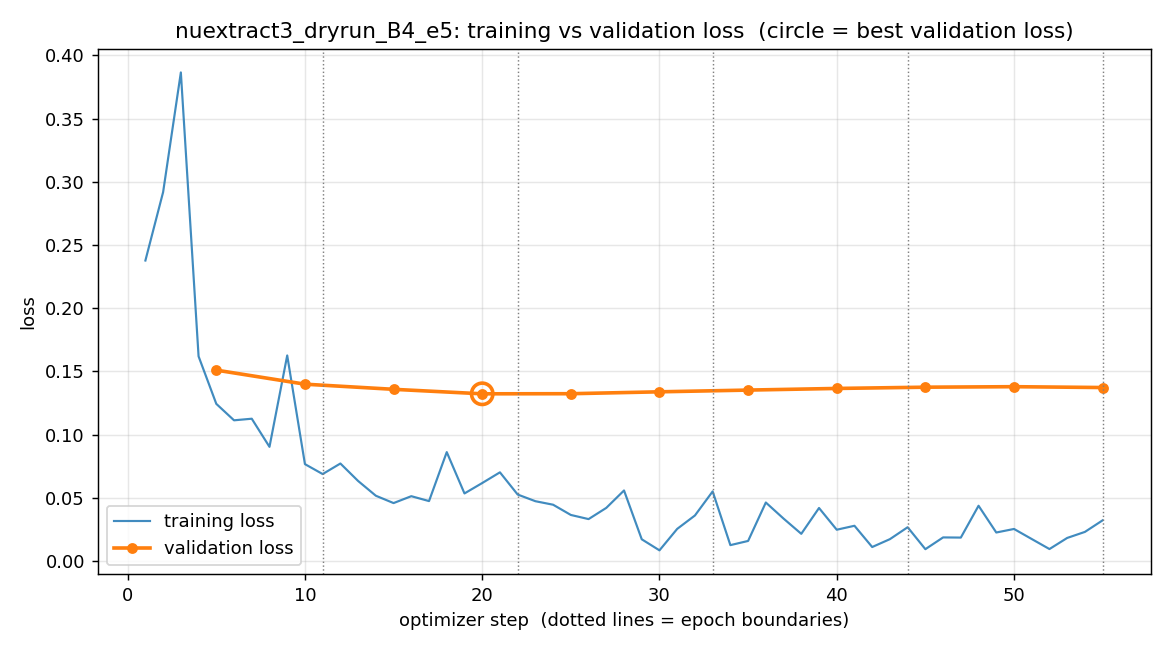 nuextract3_dryrun_B4_e5: training vs validation loss  (circle = best validation loss)
loss
0.40
0.35
0.30
0.25
0.20
0.15
0.10
0.05
0.00
training loss
validation loss
0 10 20 30 40 50
optimizer step  (dotted lines = epoch boundaries)